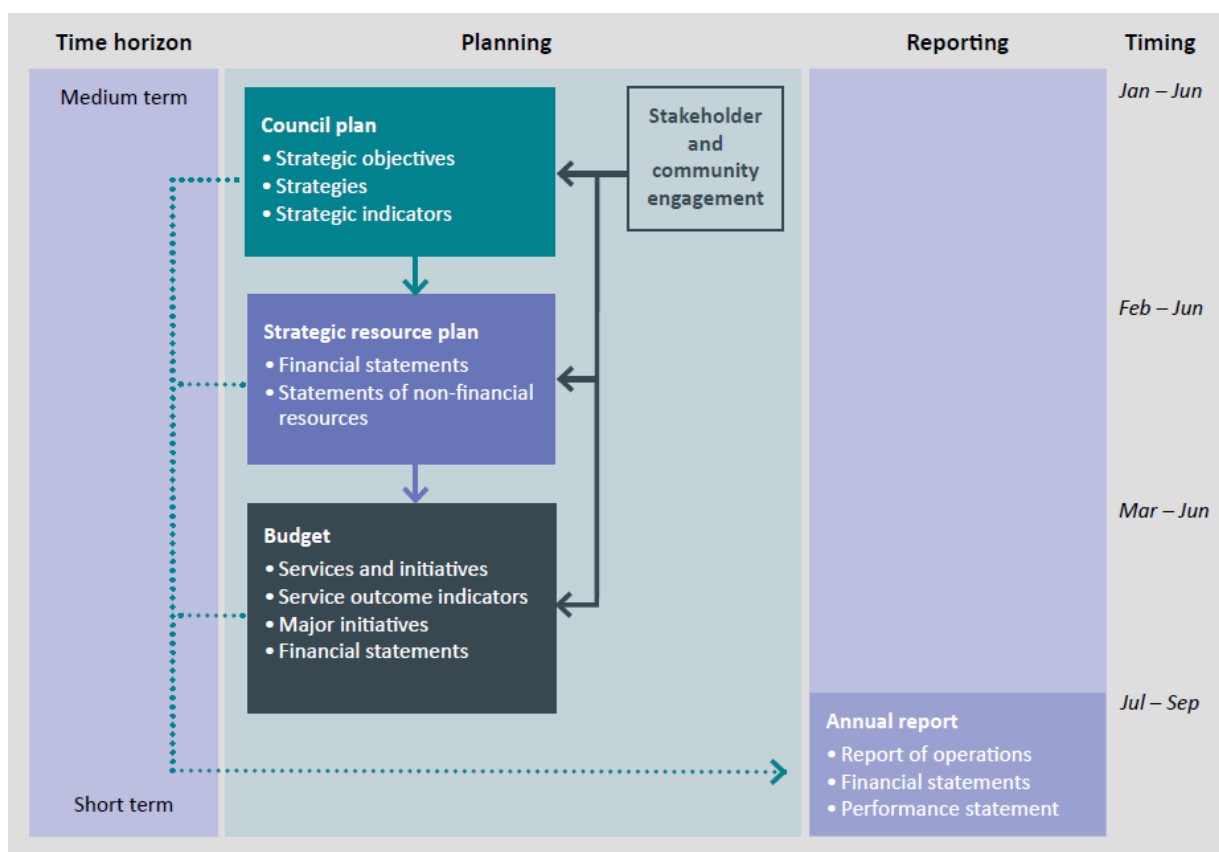 Time horizon
Planning
Reporting
Timing
Medium term
Jan – Jun
Council plan
• Strategic objectives
• Strategies
• Strategic indicators
Stakeholder
and
community
engagement
Feb – Jun
Strategic resource plan
• Financial statements
• Statements of non-financial
resources
Mar – Jun
Budget
• Services and initiatives
• Service outcome indicators
• Major initiatives
• Financial statements
Jul – Sep
Annual report
• Report of operations
• Financial statements
• Performance statement
Short term